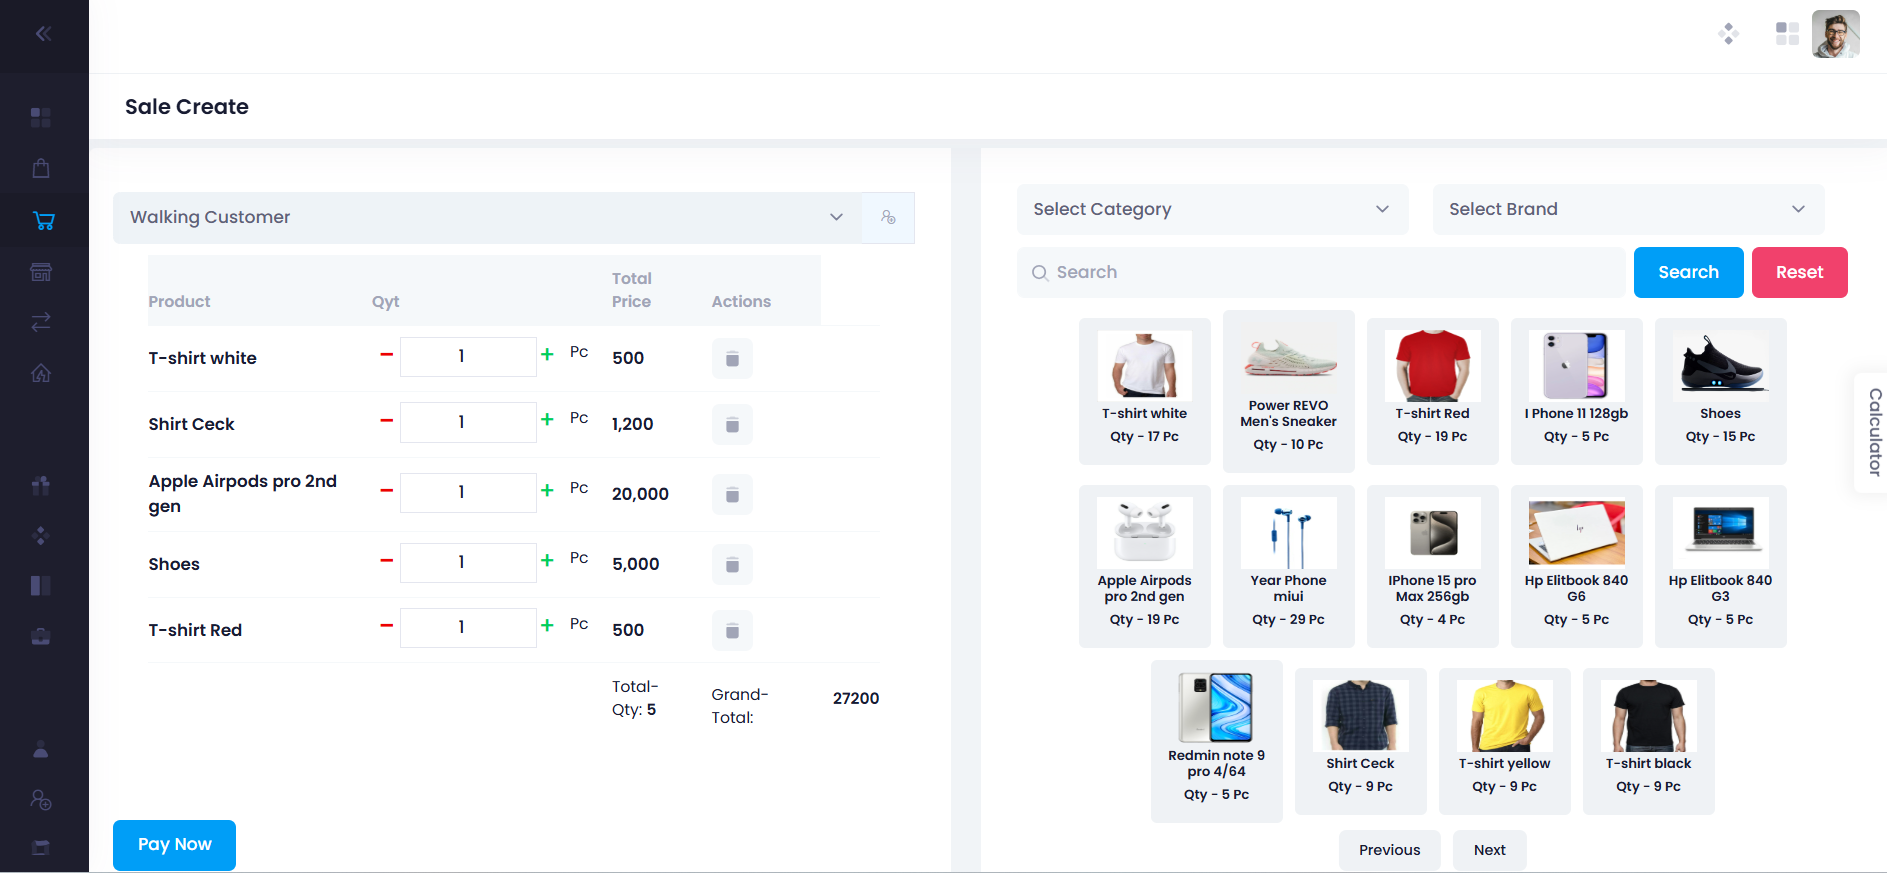 Sale Create
Walking Customer
Product
Qyt
Total
Price
Actions
T-shirt white
1
Pc
500
Shirt Ceck
1
Pc
1,200
Apple Airpods pro 2nd
gen
1
Pc
20,000
Shoes
1
Pc
5,000
T-shirt Red
1
Pc
500
Total-
Qty: 5
Grand-
Total:
27200
Pay Now
Select Category
Select Brand
Search
Search
Reset
T-shirt white
Qty - 17 Pc
Power REVO
Men's Sneaker
Qty - 10 Pc
T-shirt Red
Qty - 19 Pc
I Phone 11 128gb
Qty - 5 Pc
Shoes
Qty - 15 Pc
Apple Airpods
pro 2nd gen
Qty - 19 Pc
Year Phone
miui
Qty - 29 Pc
IPhone 15 pro
Max 256gb
Qty - 4 Pc
Hp Elitbook 840
G6
Qty - 5 Pc
Hp Elitbook 840
G3
Qty - 5 Pc
Redmin note 9
pro 4/64
Qty - 5 Pc
Shirt Ceck
Qty - 9 Pc
T-shirt yellow
Qty - 9 Pc
T-shirt black
Qty - 9 Pc
Previous
Next
Calculator